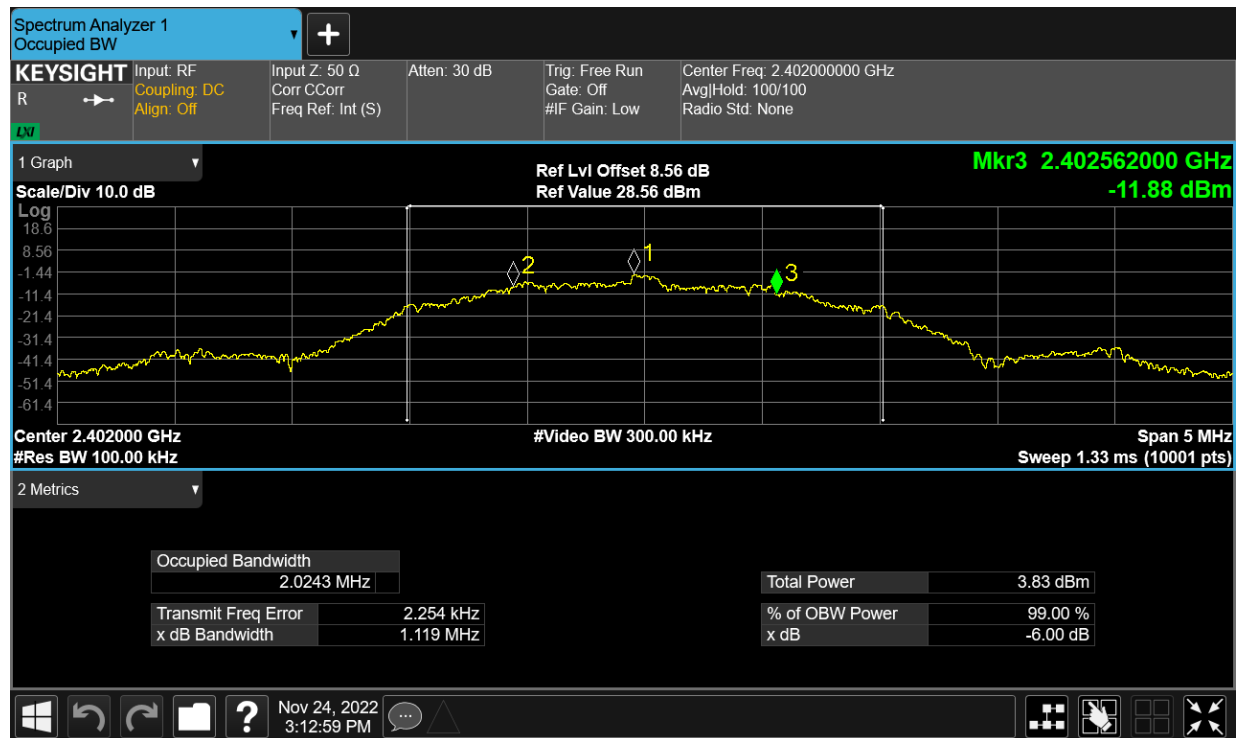 Spectrum Analyzer 1
Occupied BW
KEYSIGHT
R
LXI
Input: RF
Coupling: DC
Align: Off
Input Z: 50 Ω
Corr CCorr
Freq Ref: Int (S)
Atten: 30 dB
Trig: Free Run
Gate: Off
#IF Gain: Low
Center Freq: 2.402000000 GHz
Avg|Hold: 100/100
Radio Std: None
1 Graph
Scale/Div 10.0 dB
Ref Lvl Offset 8.56 dB
Ref Value 28.56 dBm
Mkr3 2.402562000 GHz
-11.88 dBm
Log
18.6
8.56
-1.44
-11.4
-21.4
-31.4
-41.4
-51.4
-61.4
2
1
3
Center 2.402000 GHz
#Res BW 100.00 kHz
#Video BW 300.00 kHz
Span 5 MHz
Sweep 1.33 ms (10001 pts)
2 Metrics
Occupied Bandwidth
2.0243 MHz
Transmit Freq Error 2.254 kHz
x dB Bandwidth 1.119 MHz
Total Power 3.83 dBm
% of OBW Power 99.00 %
x dB -6.00 dB
?
Nov 24, 2022
3:12:59 PM